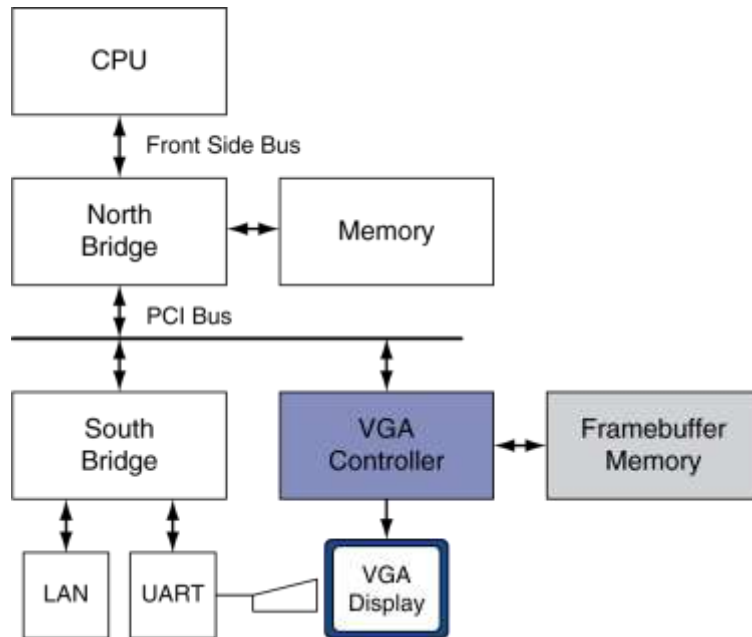 CPU
Front Side Bus
North
Bridge
Memory
PCI Bus
South
Bridge
VGA
Controller
Framebuffer
Memory
LAN
UART
VGA
Display